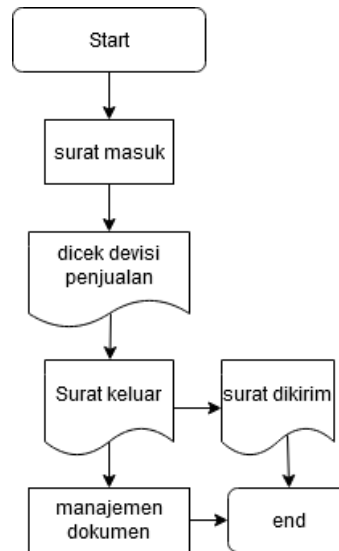 Start
surat masuk
dicek devisi
penjualan
Surat keluar
surat dikirim
manajemen
dokumen
end